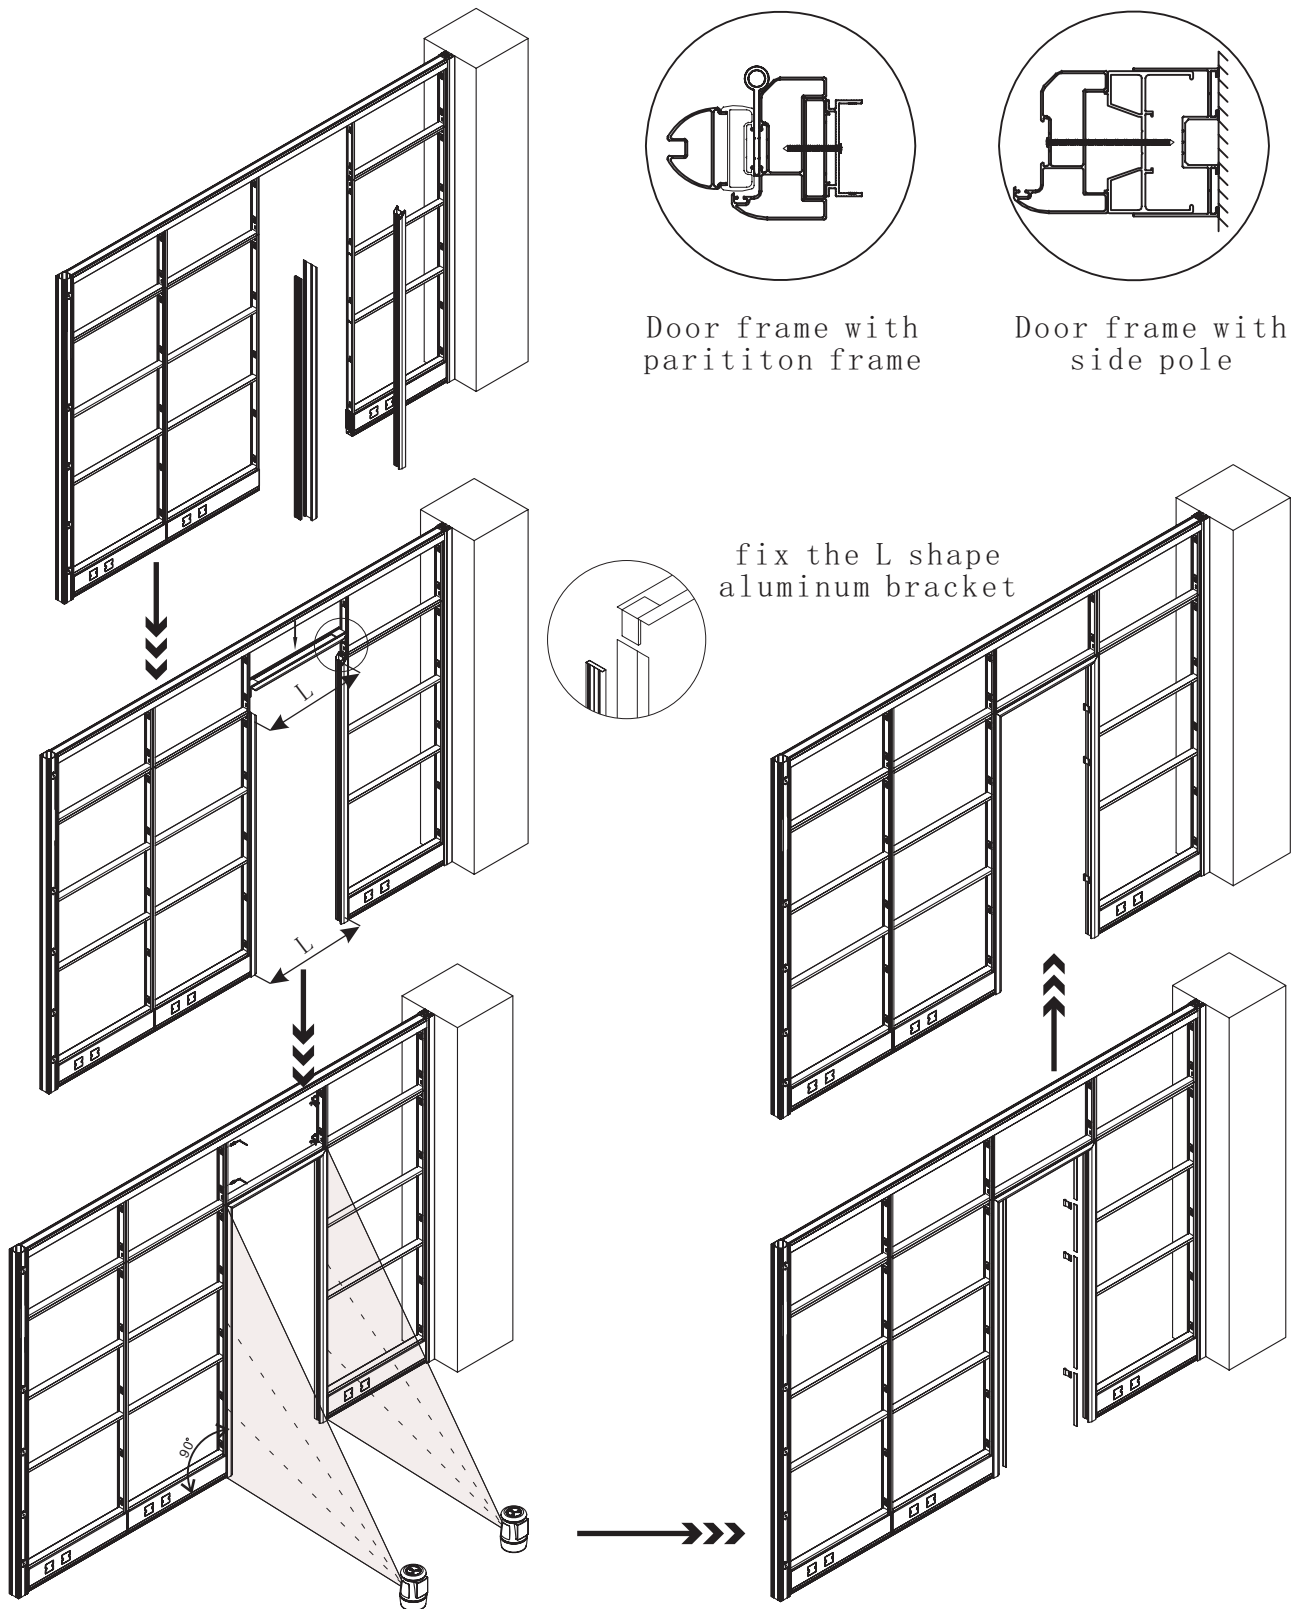 Door frame with
parititon frame
Door frame with
side pole
fix the L shape
aluminum bracket
L
L
90°